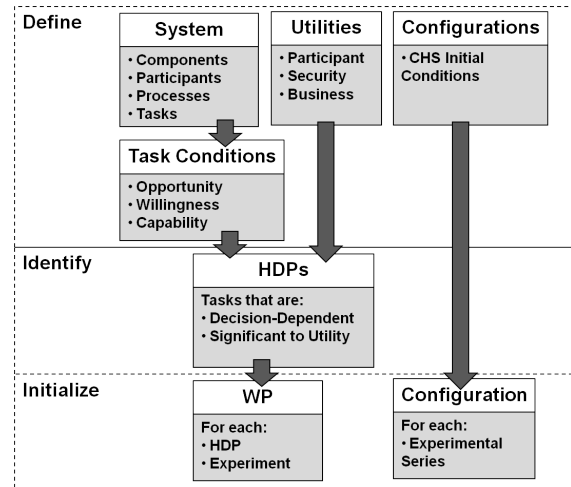 Define
System
• Components
• Participants
• Processes
• Tasks
Utilities
• Participant
• Security
• Business
Configurations
• CHS Initial
Conditions
Task Conditions
• Opportunity
• Willingness
• Capability
Identify
HDPs
Tasks that are:
• Decision-Dependent
• Significant to Utility
Initialize
WP
For each:
• HDP
• Experiment
Configuration
For each:
• Experimental
Series